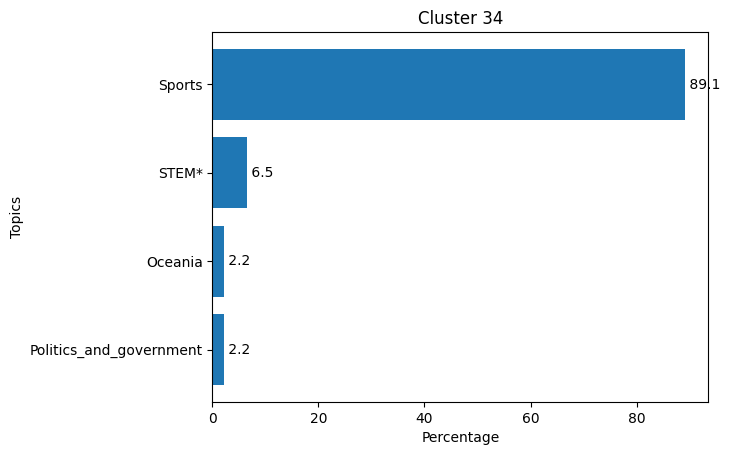 Cluster 34
Sports
89.1
STEM*
6.5
Oceania
2.2
Politics_and_government
2.2
Topics
0 20 40 60 80
Percentage